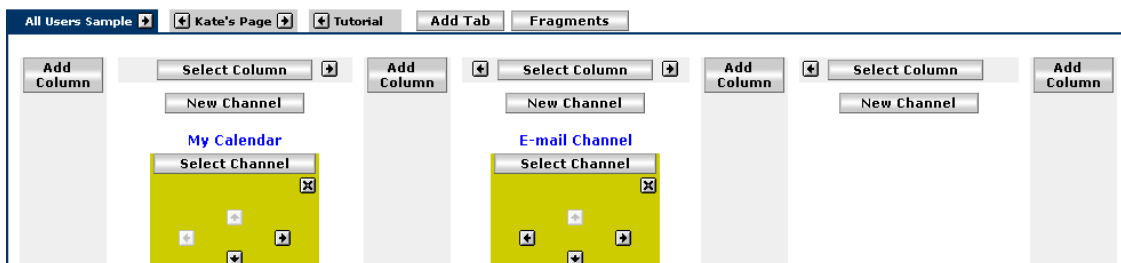 All Users Sample Kate's Page Tutorial Add Tab Fragments
Add Column Select Column Add Column Select Column Add Column Select Column Add Column
New Channel New Channel New Channel
My Calendar E-mail Channel
Select Channel Select Channel